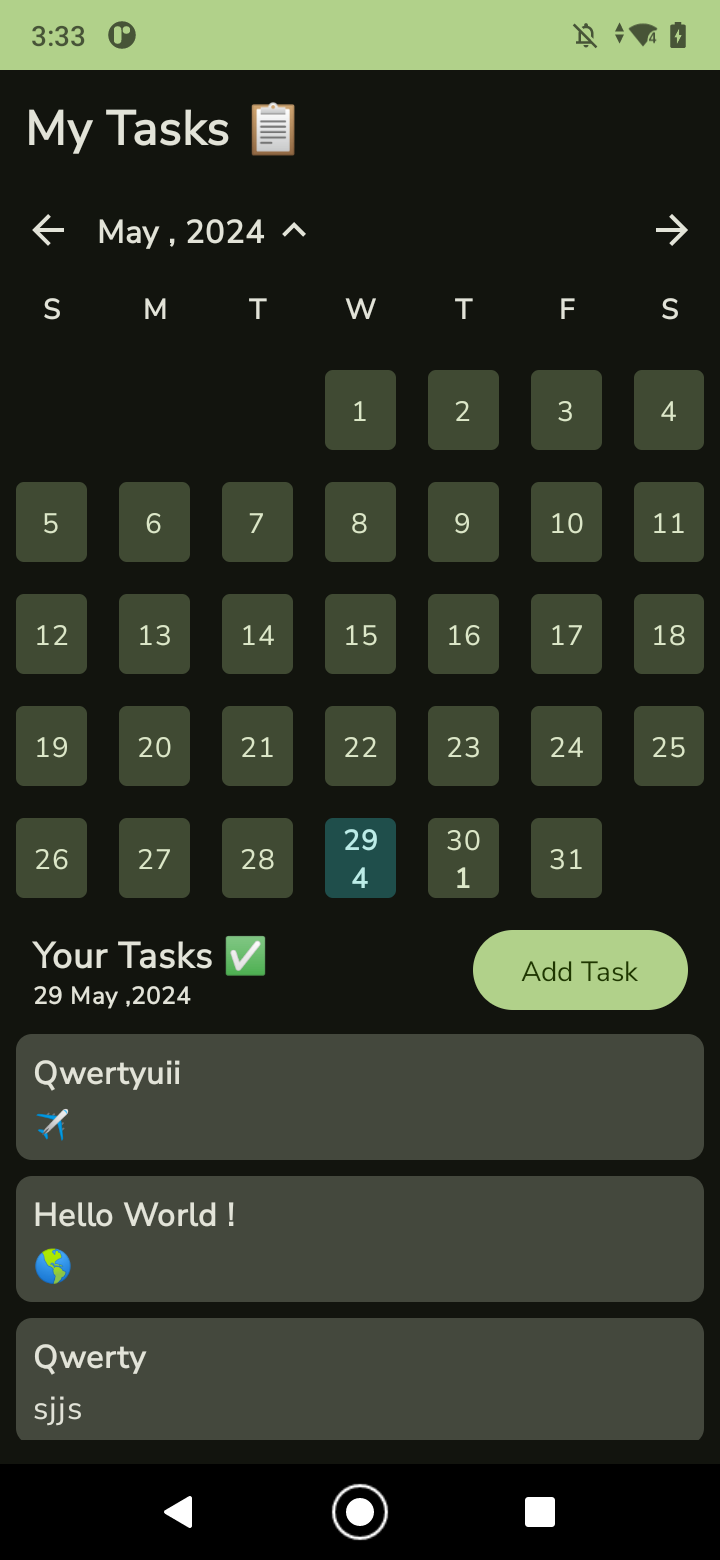 3:33
My Tasks 📋
May , 2024
S M T W T F S
1 2 3 4
5 6 7 8 9 10 11
12 13 14 15 16 17 18
19 20 21 22 23 24 25
26 27 28 29 30 31
4 1
Your Tasks ✅
29 May ,2024
Add Task
Qwertyuii
✈️
Hello World !
🌎
Qwerty
sjjs